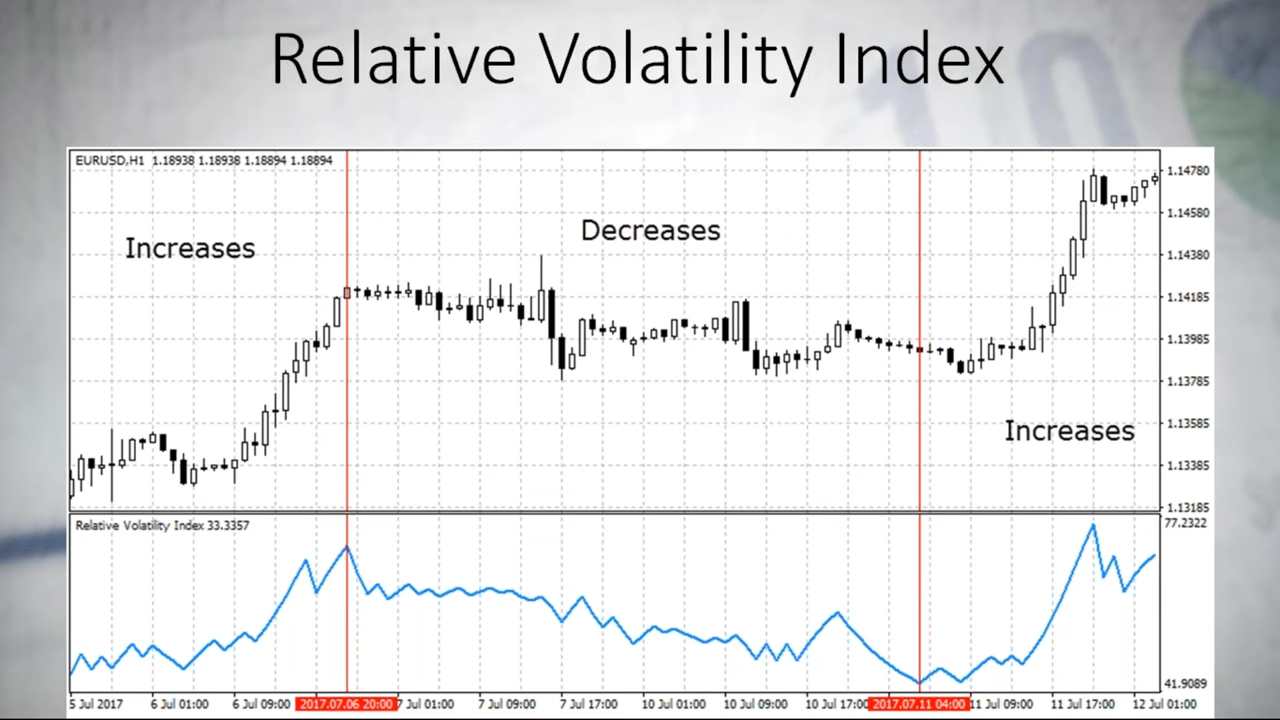 Relative Volatility Index
EURUSD,H1 1.18938 1.18938 1.18894 1.18894
Increases
Decreases
Increases
1.14780
1.14580
1.14380
1.14185
1.13985
1.13785
1.13585
1.13385
1.13185
Relative Volatility Index 33.3357
77.2322
41.9089
5 Jul 2017 6 Jul 01:00 6 Jul 09:00 2017.07.06 20:00 7 Jul 01:00 7 Jul 09:00 7 Jul 17:00 10 Jul 01:00 10 Jul 09:00 10 Jul 17:00 2017.07.11 04:00 11 Jul 09:00 11 Jul 17:00 12 Jul 01:00